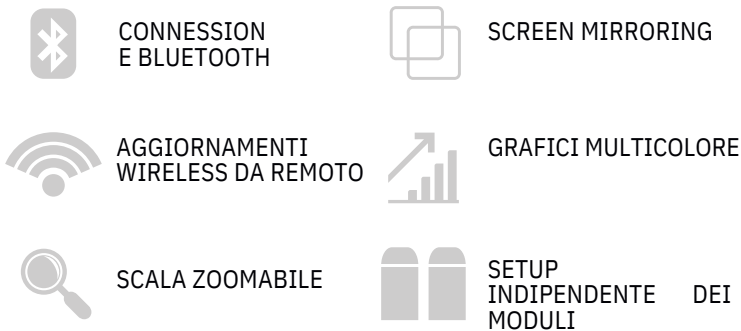 CONNESSION
E BLUETOOTH
SCREEN MIRRORING
AGGIORNAMENTI
WIRELESS DA REMOTO
GRAFICI MULTICOLORE
SCALA ZOOMABILE
SETUP
INDIPENDENTE DEI
MODULI